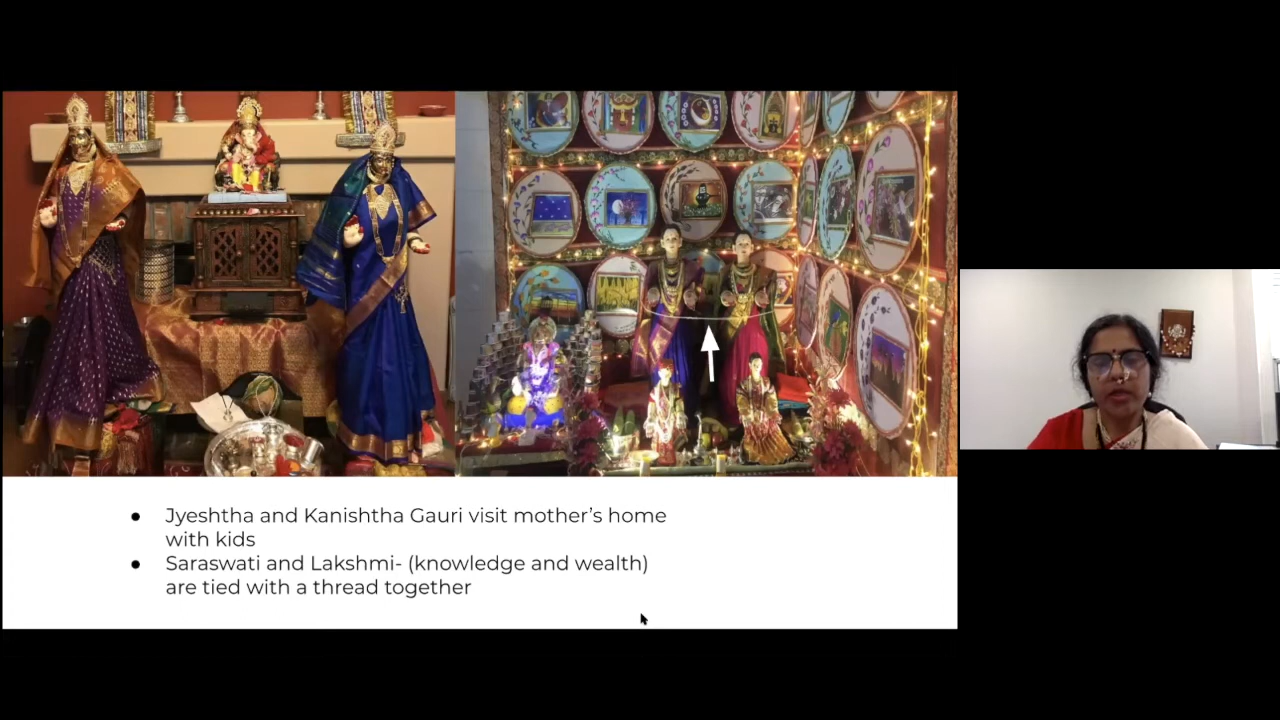 ● Jyeshtha and Kanishtha Gauri visit mother’s home
with kids
● Saraswati and Lakshmi- (knowledge and wealth)
are tied with a thread together